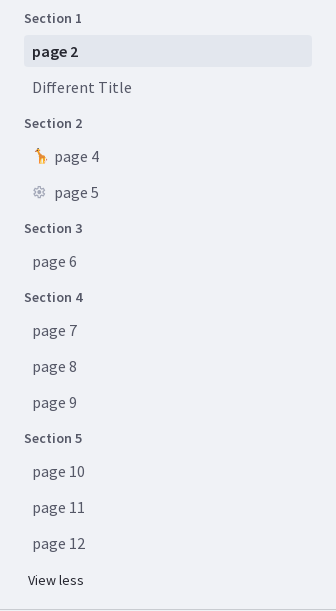 Section 1
page 2
Different Title
Section 2
page 4
page 5
Section 3
page 6
Section 4
page 7
page 8
page 9
Section 5
page 10
page 11
page 12
View less